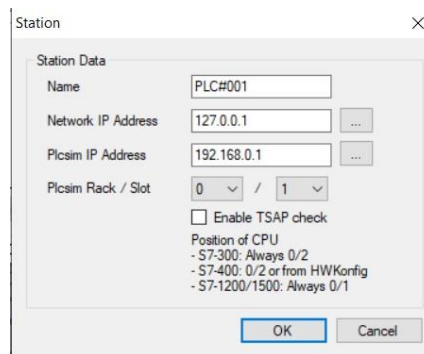 Station
Station Data
Name PLC#001
Network IP Address 127.0.0.1 ...
Plcsim IP Address 192.168.0.1 ...
Plcsim Rack / Slot 0 / 1
Enable TSAP check
Position of CPU
- S7-300: Always 0/2
- S7-400: 0/2 or from HWKonfig
- S7-1200/1500: Always 0/1
OK Cancel